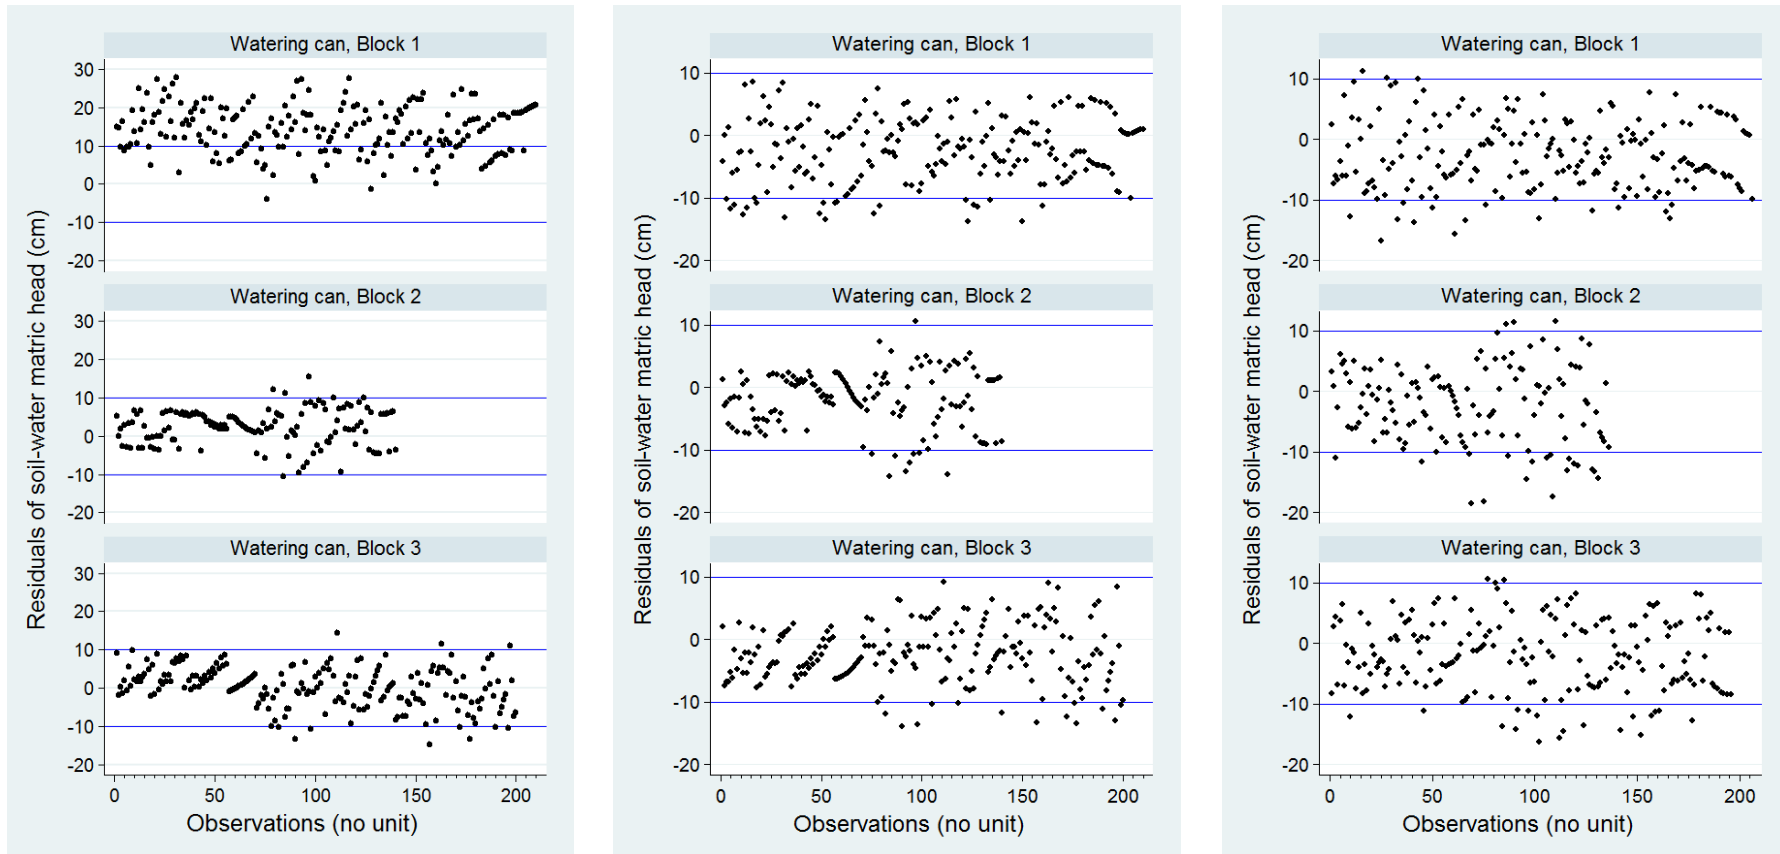 Residuals of soil-water matric head (cm)
Watering can, Block 1
30
20
10
0
-10
-20
Watering can, Block 2
30
20
10
0
-10
-20
Watering can, Block 3
30
20
10
0
-10
-20
0 50 100 150 200
Observations (no unit)
Residuals of soil-water matric head (cm)
Watering can, Block 1
10
0
-10
-20
Watering can, Block 2
10
0
-10
-20
Watering can, Block 3
10
0
-10
-20
0 50 100 150 200
Observations (no unit)
Residuals of soil-water matric head (cm)
Watering can, Block 1
10
0
-10
-20
Watering can, Block 2
10
0
-10
-20
Watering can, Block 3
10
0
-10
-20
0 50 100 150 200
Observations (no unit)